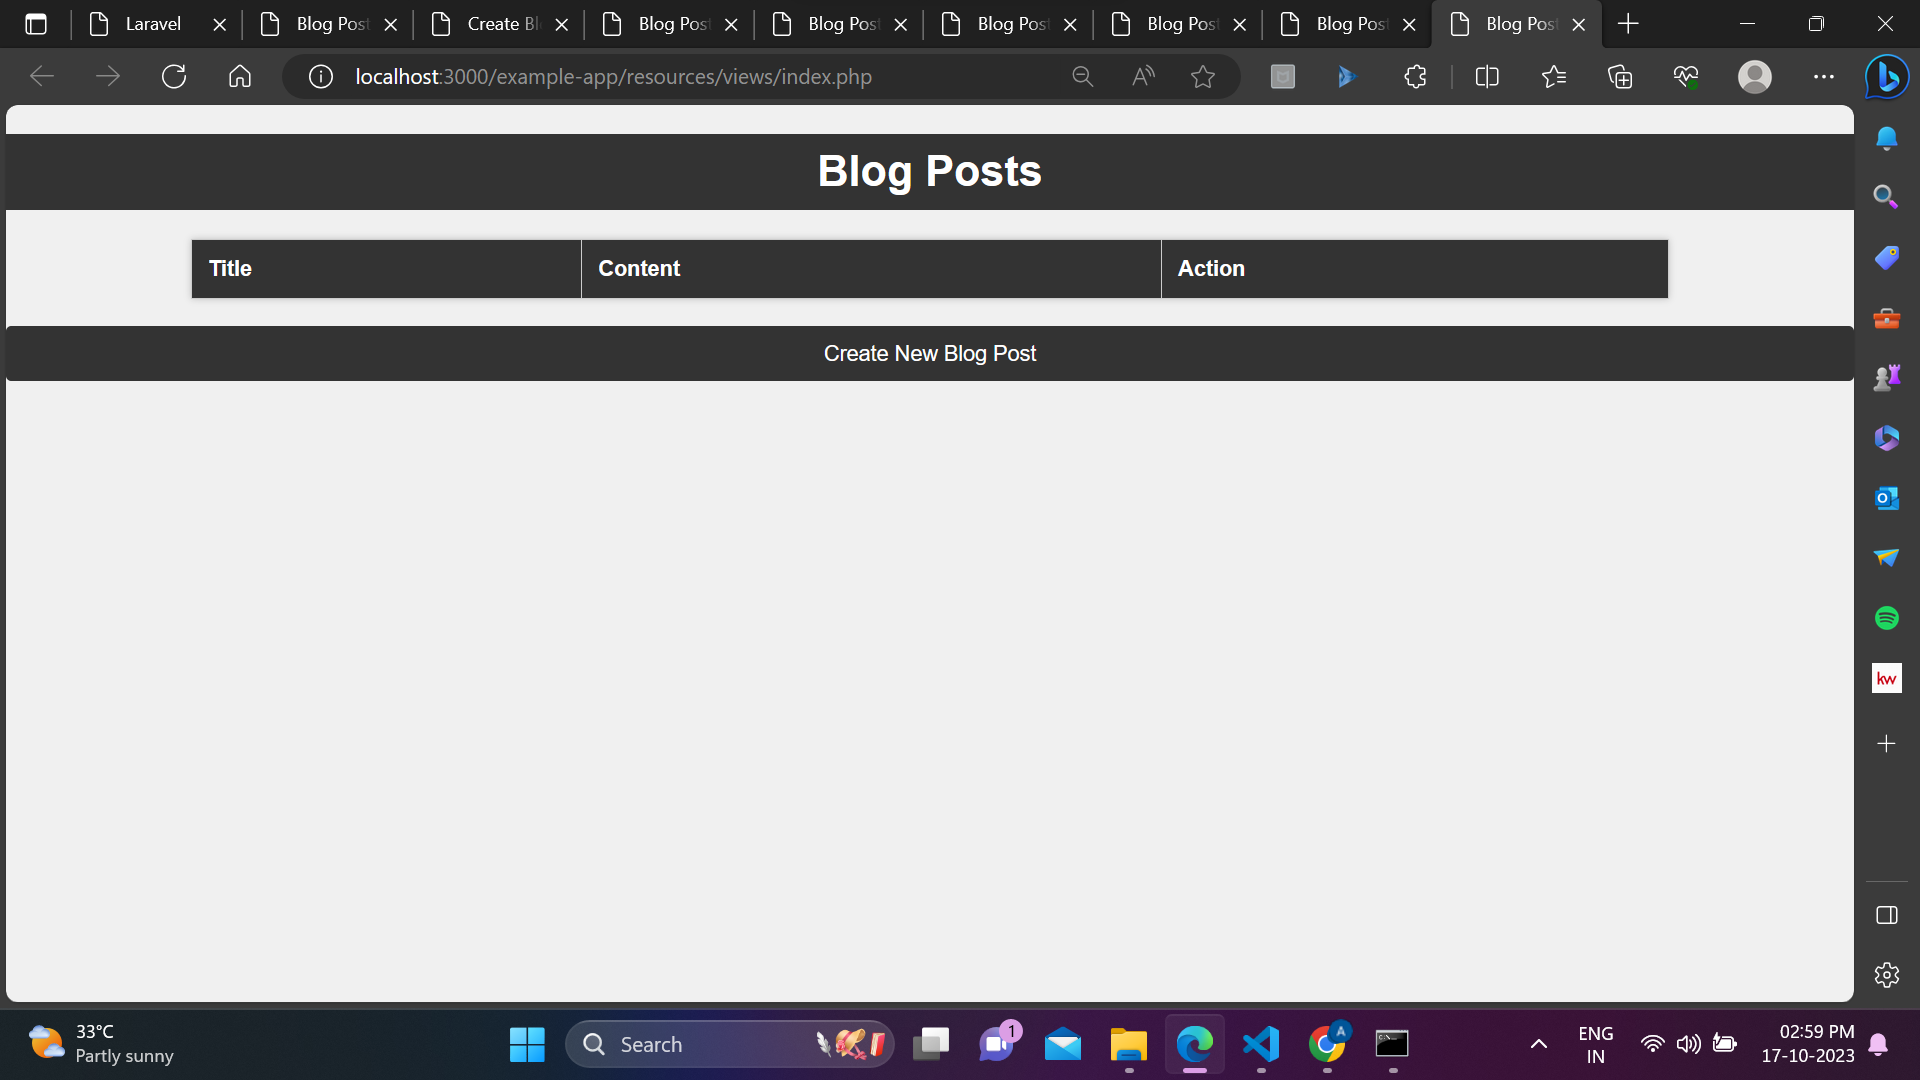 Laravel
Blog Post
Create Bl
Blog Post
Blog Post
Blog Post
Blog Post
Blog Post
Blog Post
localhost:3000/example-app/resources/views/index.php
Blog Posts
Title Content Action
Create New Blog Post
kw
33°C
Partly sunny
Search
1
A
ENG
IN
02:59 PM
17-10-2023